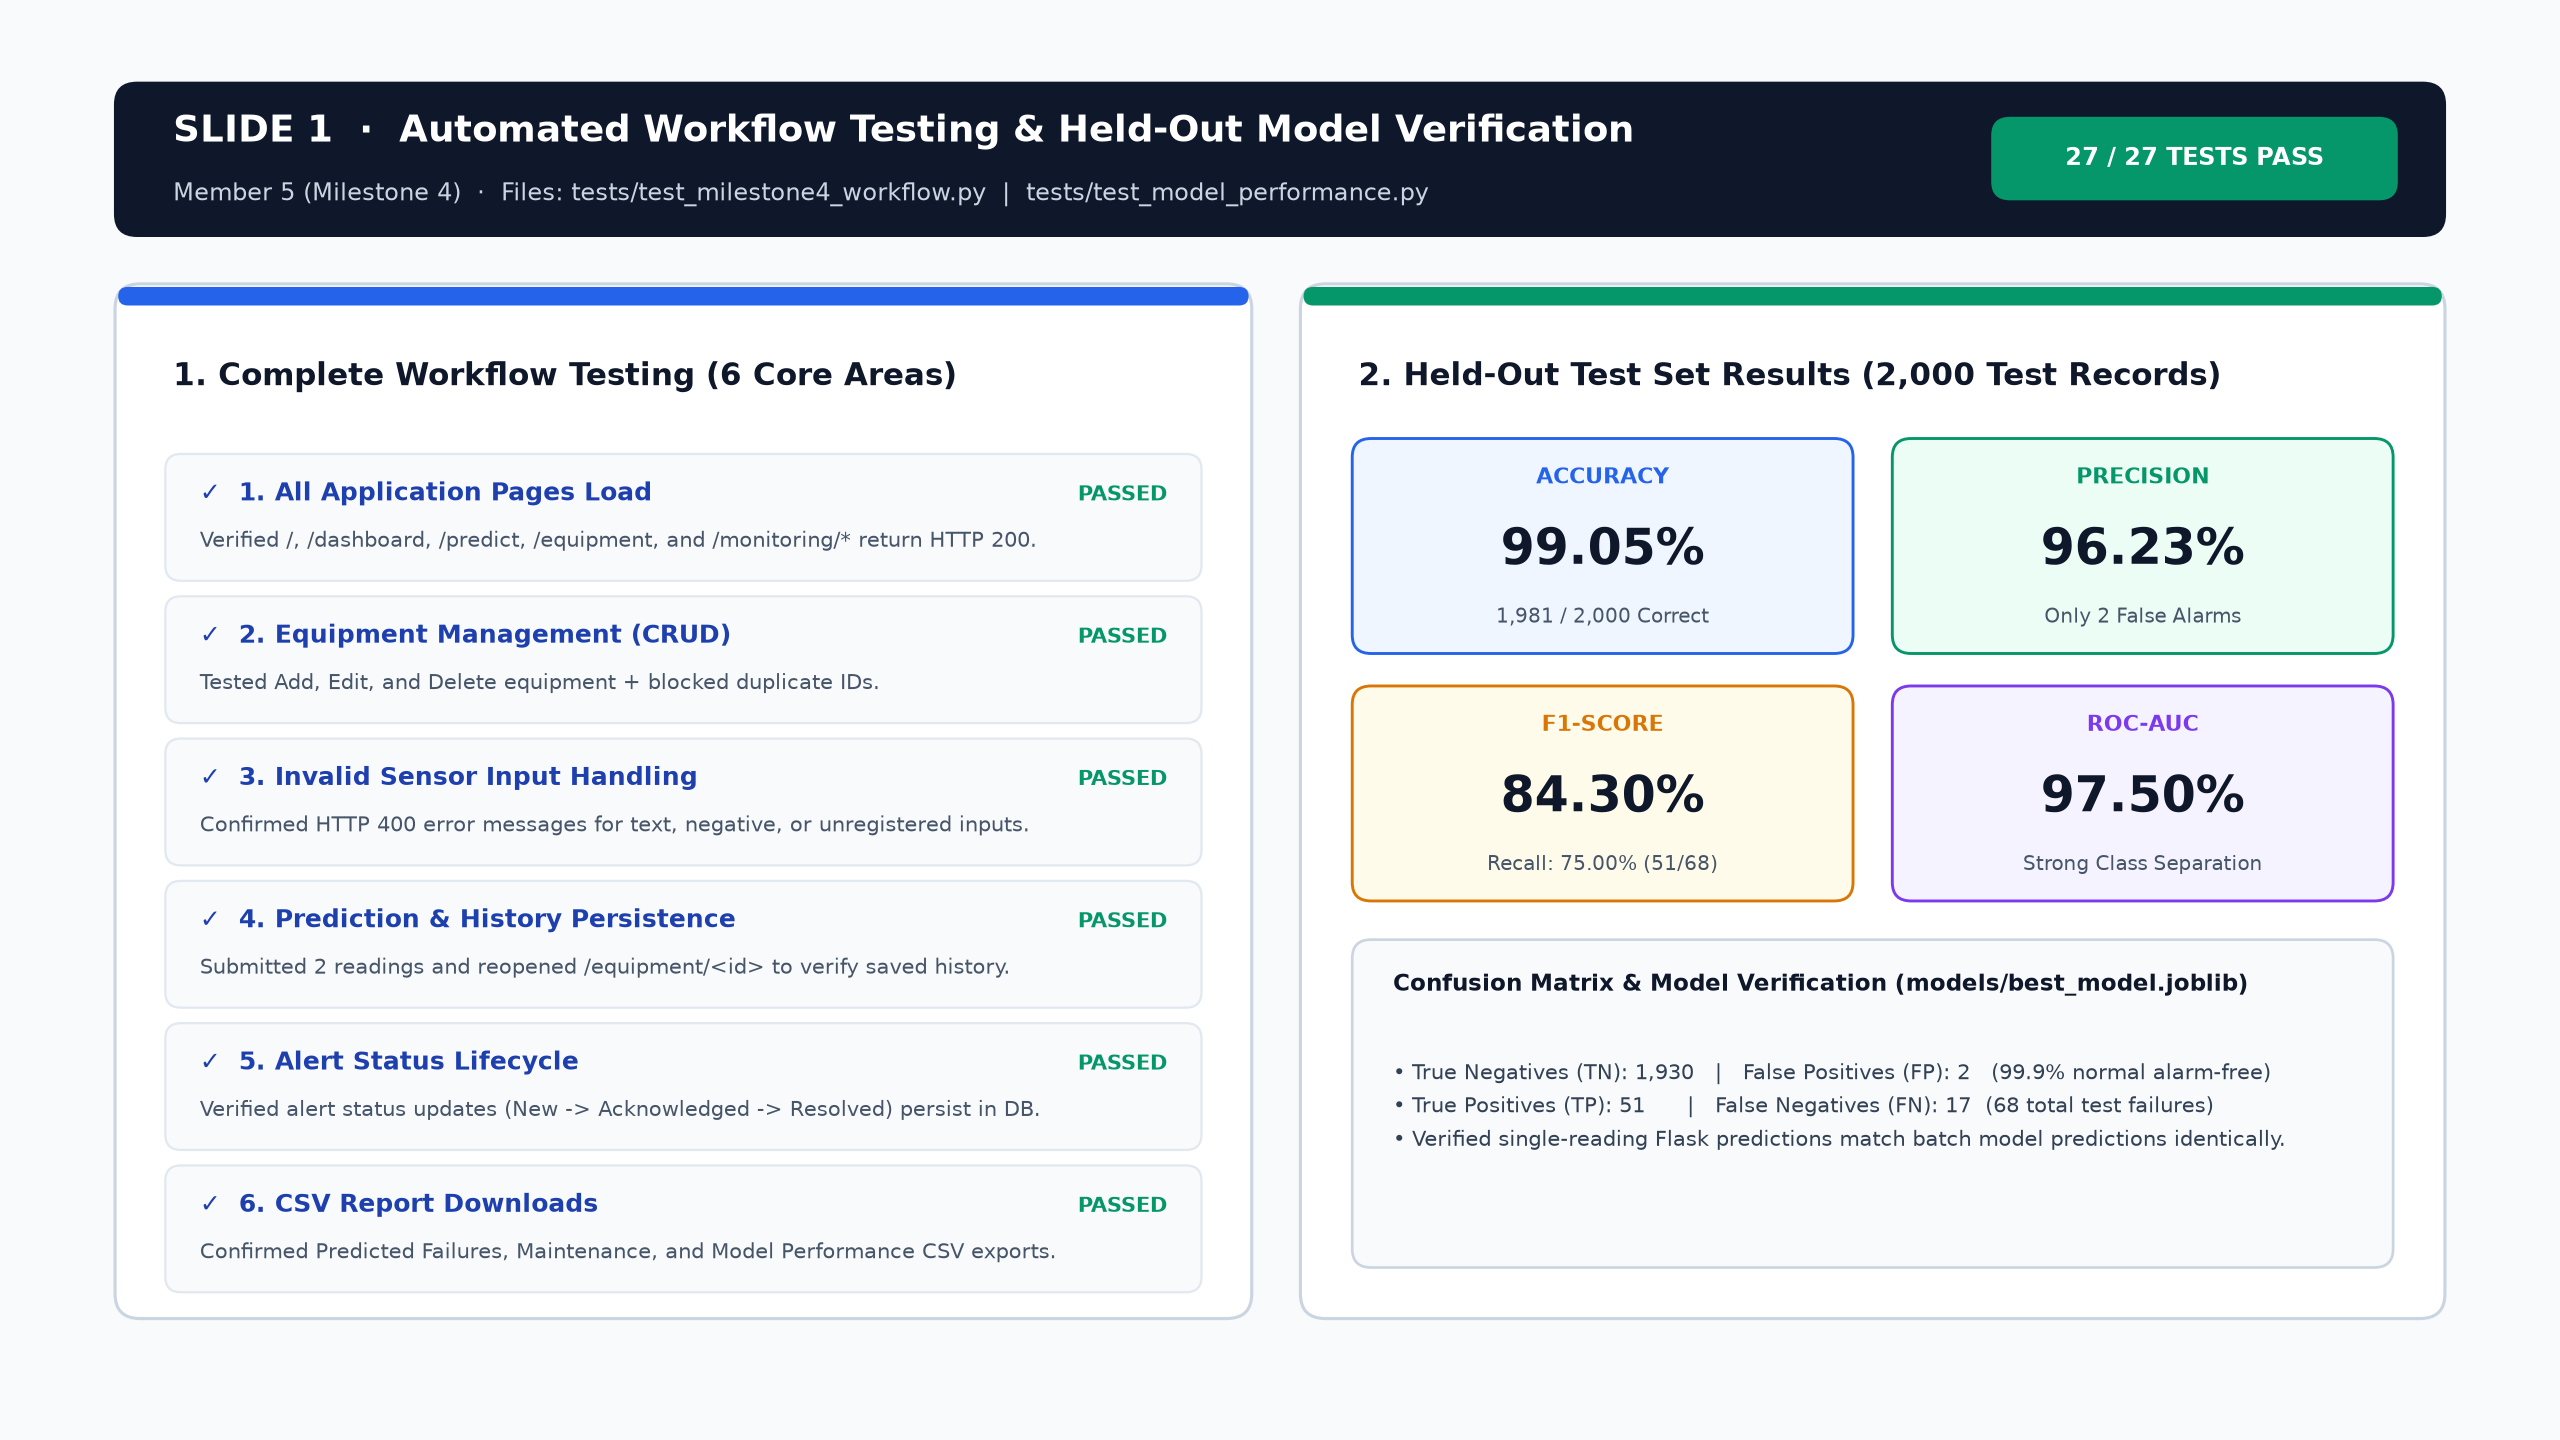 SLIDE 1 · Automated Workflow Testing & Held-Out Model Verification
Member 5 (Milestone 4) · Files: tests/test_milestone4_workflow.py | tests/test_model_performance.py
27 / 27 TESTS PASS
1. Complete Workflow Testing (6 Core Areas)
✓ 1. All Application Pages Load
PASSED
Verified /, /dashboard, /predict, /equipment, and /monitoring/* return HTTP 200.
✓ 2. Equipment Management (CRUD)
PASSED
Tested Add, Edit, and Delete equipment + blocked duplicate IDs.
✓ 3. Invalid Sensor Input Handling
PASSED
Confirmed HTTP 400 error messages for text, negative, or unregistered inputs.
✓ 4. Prediction & History Persistence
PASSED
Submitted 2 readings and reopened /equipment/<id> to verify saved history.
✓ 5. Alert Status Lifecycle
PASSED
Verified alert status updates (New -> Acknowledged -> Resolved) persist in DB.
✓ 6. CSV Report Downloads
PASSED
Confirmed Predicted Failures, Maintenance, and Model Performance CSV exports.
2. Held-Out Test Set Results (2,000 Test Records)
ACCURACY
99.05%
1,981 / 2,000 Correct
PRECISION
96.23%
Only 2 False Alarms
F1-SCORE
84.30%
Recall: 75.00% (51/68)
ROC-AUC
97.50%
Strong Class Separation
Confusion Matrix & Model Verification (models/best_model.joblib)
• True Negatives (TN): 1,930 | False Positives (FP): 2 (99.9% normal alarm-free)
• True Positives (TP): 51 | False Negatives (FN): 17 (68 total test failures)
• Verified single-reading Flask predictions match batch model predictions identically.